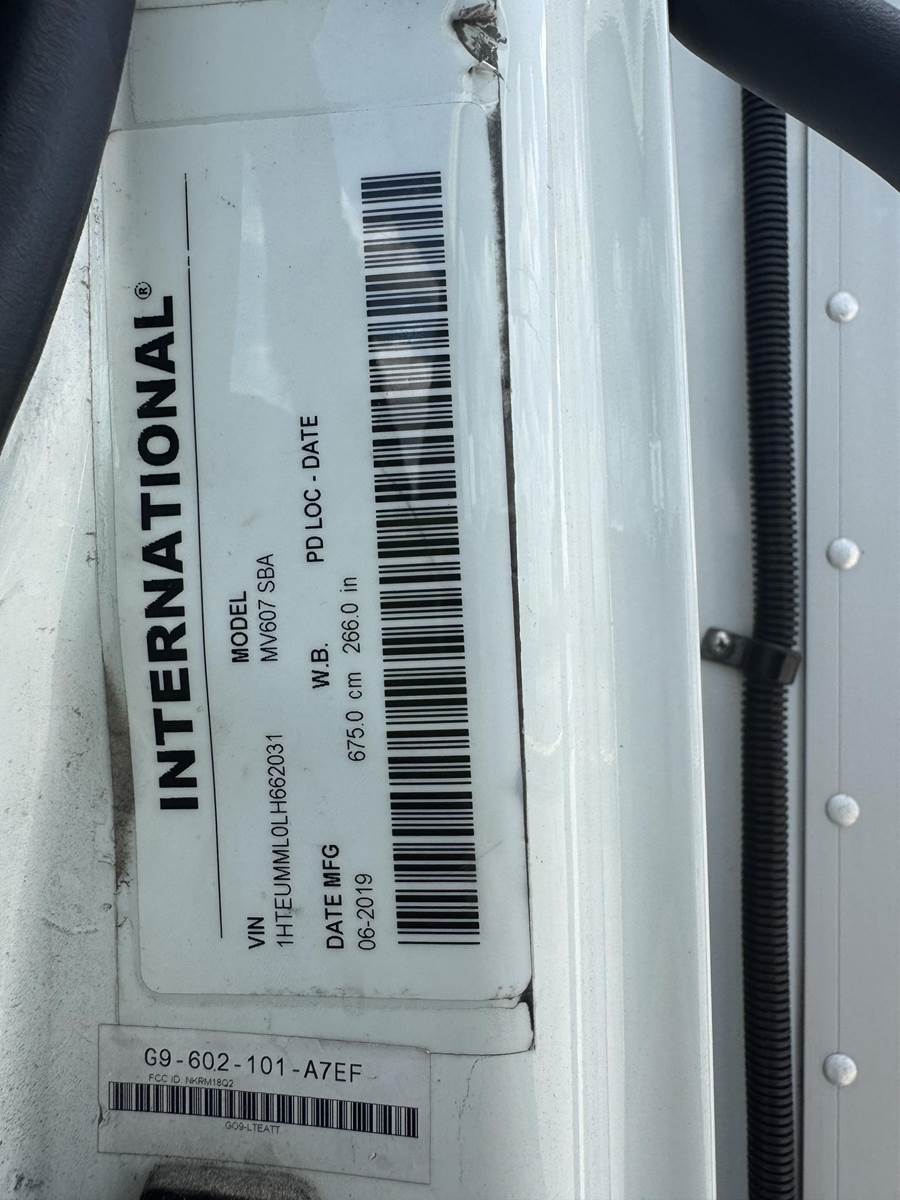 INTERNATIONAL®
VIN MODEL
1HTEUMML0LH662031 MV607 SBA
DATE MFG W.B. PD LOC - DATE
06-2019 675.0 cm 266.0 in
G9-602-101-A7EF
FCC ID NKRM18Q2
GO9-LTEATT